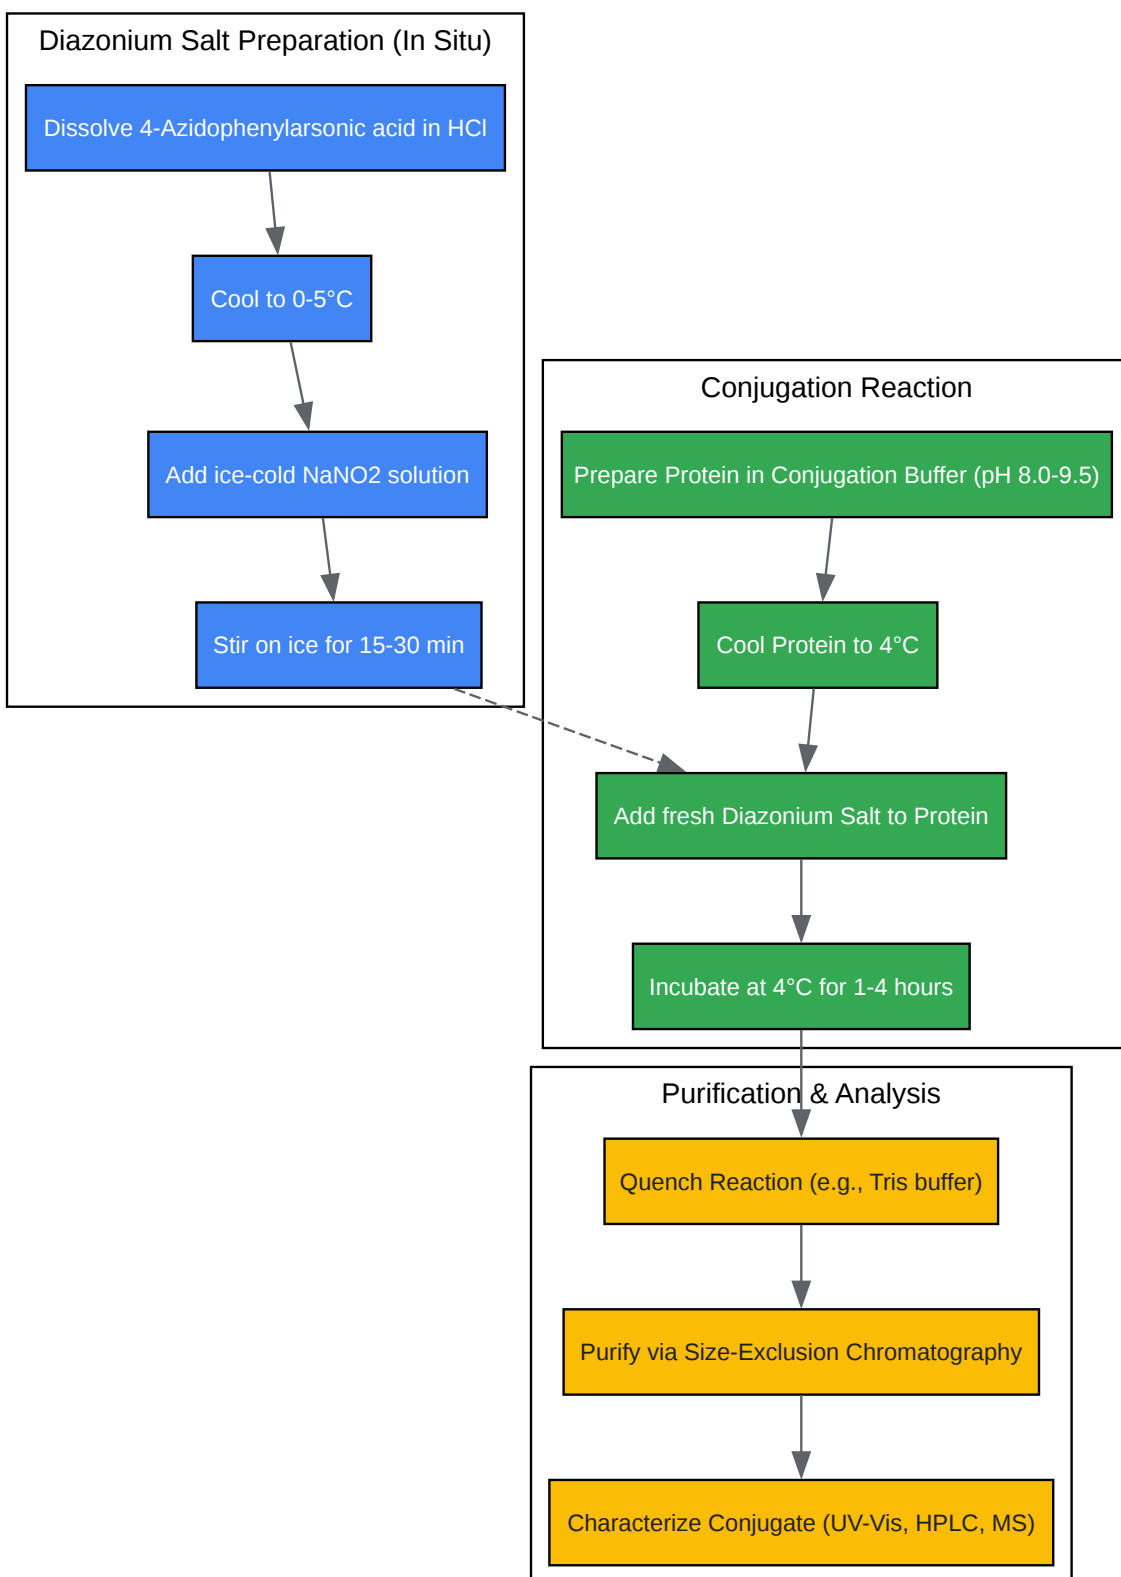 Diazonium Salt Preparation (In Situ)
Dissolve 4-Azidophenylarsonic acid in HCl
Cool to 0-5°C
Add ice-cold NaNO2 solution
Stir on ice for 15-30 min
Conjugation Reaction
Prepare Protein in Conjugation Buffer (pH 8.0-9.5)
Cool Protein to 4°C
Add fresh Diazonium Salt to Protein
Incubate at 4°C for 1-4 hours
Purification & Analysis
Quench Reaction (e.g., Tris buffer)
Purify via Size-Exclusion Chromatography
Characterize Conjugate (UV-Vis, HPLC, MS)